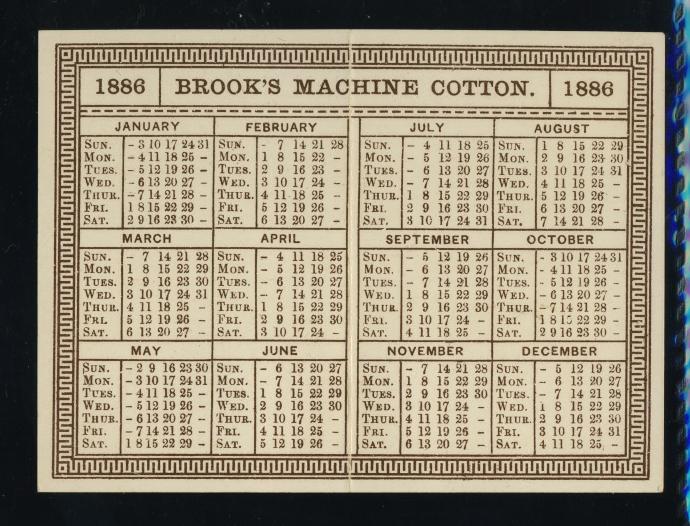 1886 BROOK'S MACHINE COTTON. 1886
JANUARY
SUN. - 3 10 17 24 31
MON. - 4 11 18 25 -
TUES. - 5 12 19 26 -
WED. - 6 13 20 27 -
THUR. - 7 14 21 28 -
FRI. 1 8 15 22 29 -
SAT. 2 9 16 23 30 -
FEBRUARY
SUN. - 7 14 21 28
MON. 1 8 15 22 -
TUES. 2 9 16 23
WED. 3 10 17 24 -
THUR. 4 11 18 25 -
FRI. 5 12 19 26 -
SAT. 6 13 20 27 -
JULY
SUN. - 4 11 18 25
MON. - 5 12 19 26
TUES. - 6 13 20 27
WED. - 7 14 21 28
THUR. 1 8 15 22 29
FRI. 2 9 16 23 30
SAT. 3 10 17 24 31
AUGUST
SUN. 1 8 15 22 29
MON. 2 9 16 23 30
TUES. 3 10 17 24 31
WED. 4 11 18 25 -
THUR. 5 12 19 26 -
FRI. 6 13 20 27 -
SAT. 7 14 21 28 -
MARCH
SUN. - 7 14 21 28
MON. 1 8 15 22 29
TUES. 2 9 16 23 30
WED. 3 10 17 24 31
THUR. 4 11 18 25 -
FRI. 5 12 19 26 -
SAT. 6 13 20 27 -
APRIL
SUN. - 4 11 18 25
MON. - 5 12 19 26
TUES. - 6 13 20 27
WED. - 7 14 21 28
THUR. 1 8 15 22 29
FRI. 2 9 16 23 30
SAT. 3 10 17 24 -
SEPTEMBER
SUN. - 5 12 19 26
MON. - 6 13 20 27
TUES. - 7 14 21 28
WED. 1 8 15 22 29
THUR. 2 9 16 23 30
FRI. 3 10 17 24 -
SAT. 4 11 18 25 -
OCTOBER
SUN. - 3 10 17 24 31
MON. - 4 11 18 25 -
TUES. - 5 12 19 26 -
WED. - 6 13 20 27 -
THUR. - 7 14 21 28 -
FRI. 1 8 15 22 29 -
SAT. 2 9 16 23 30 -
MAY
SUN. - 2 9 16 23 30
MON. - 3 10 17 24 31
TUES. - 4 11 18 25 -
WED. - 5 12 19 26 -
THUR. - 6 13 20 27 -
FRI. - 7 14 21 28 -
SAT. 1 8 15 22 29 -
JUNE
SUN. - 6 13 20 27
MON. - 7 14 21 28
TUES. 1 8 15 22 29
WED. 2 9 16 23 30
THUR. 3 10 17 24 -
FRI. 4 11 18 25 -
SAT. 5 12 19 26 -
NOVEMBER
SUN. - 7 14 21 28
MON. 1 8 15 22 29
TUES. 2 9 16 23 30
WED. 3 10 17 24 -
THUR. 4 11 18 25 -
FRI. 5 12 19 26 -
SAT. 6 13 20 27 -
DECEMBER
SUN. - 5 12 19 26
MON. - 6 13 20 27
TUES. - 7 14 21 28
WED. 1 8 15 22 29
THUR. 2 9 16 23 30
FRI. 3 10 17 24 31
SAT. 4 11 18 25 -